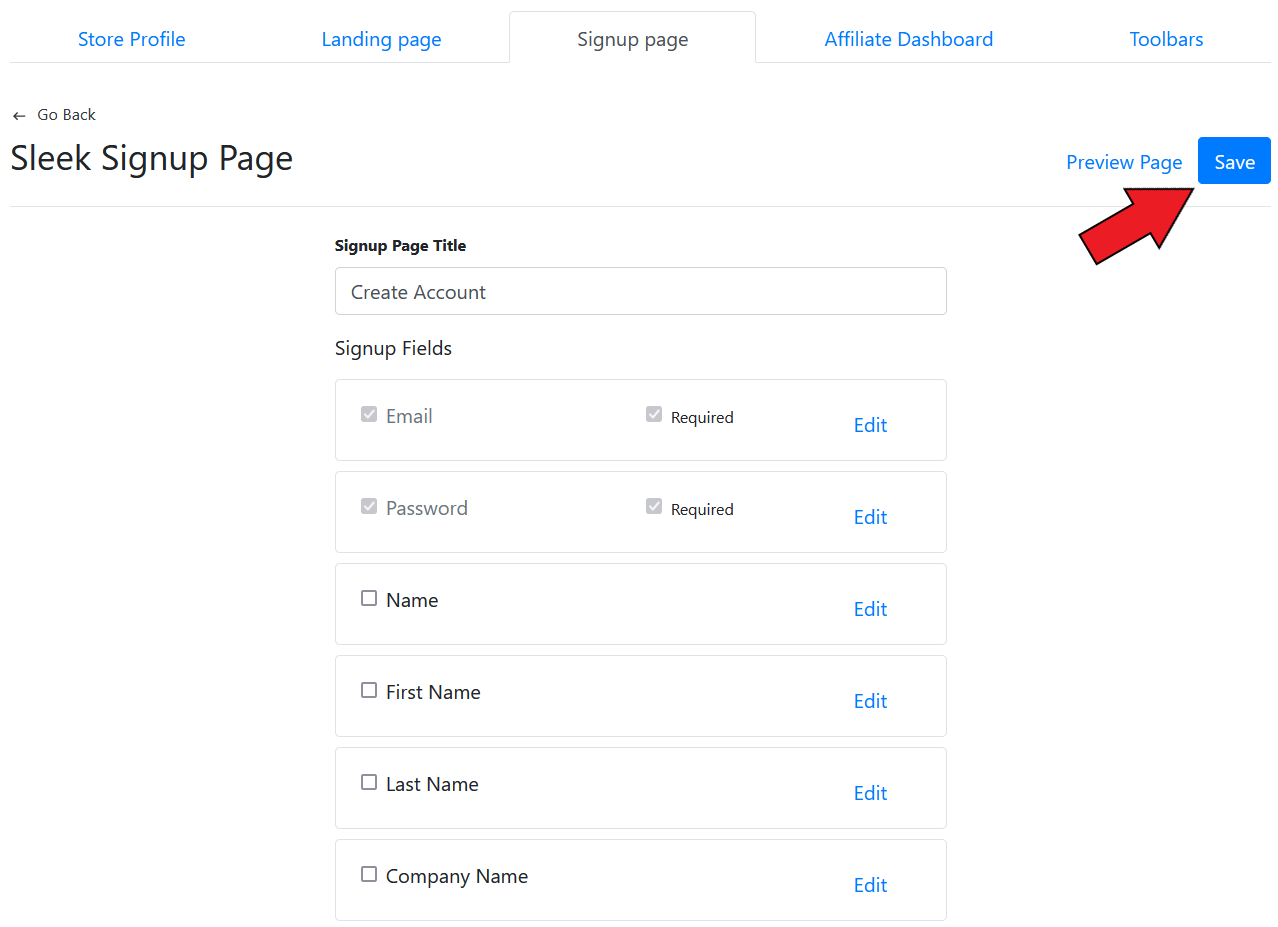 Store Profile Landing page Signup page Affiliate Dashboard Toolbars
← Go Back
Sleek Signup Page
Preview Page Save
Signup Page Title
Create Account
Signup Fields
Email Required Edit
Password Required Edit
Name Edit
First Name Edit
Last Name Edit
Company Name Edit